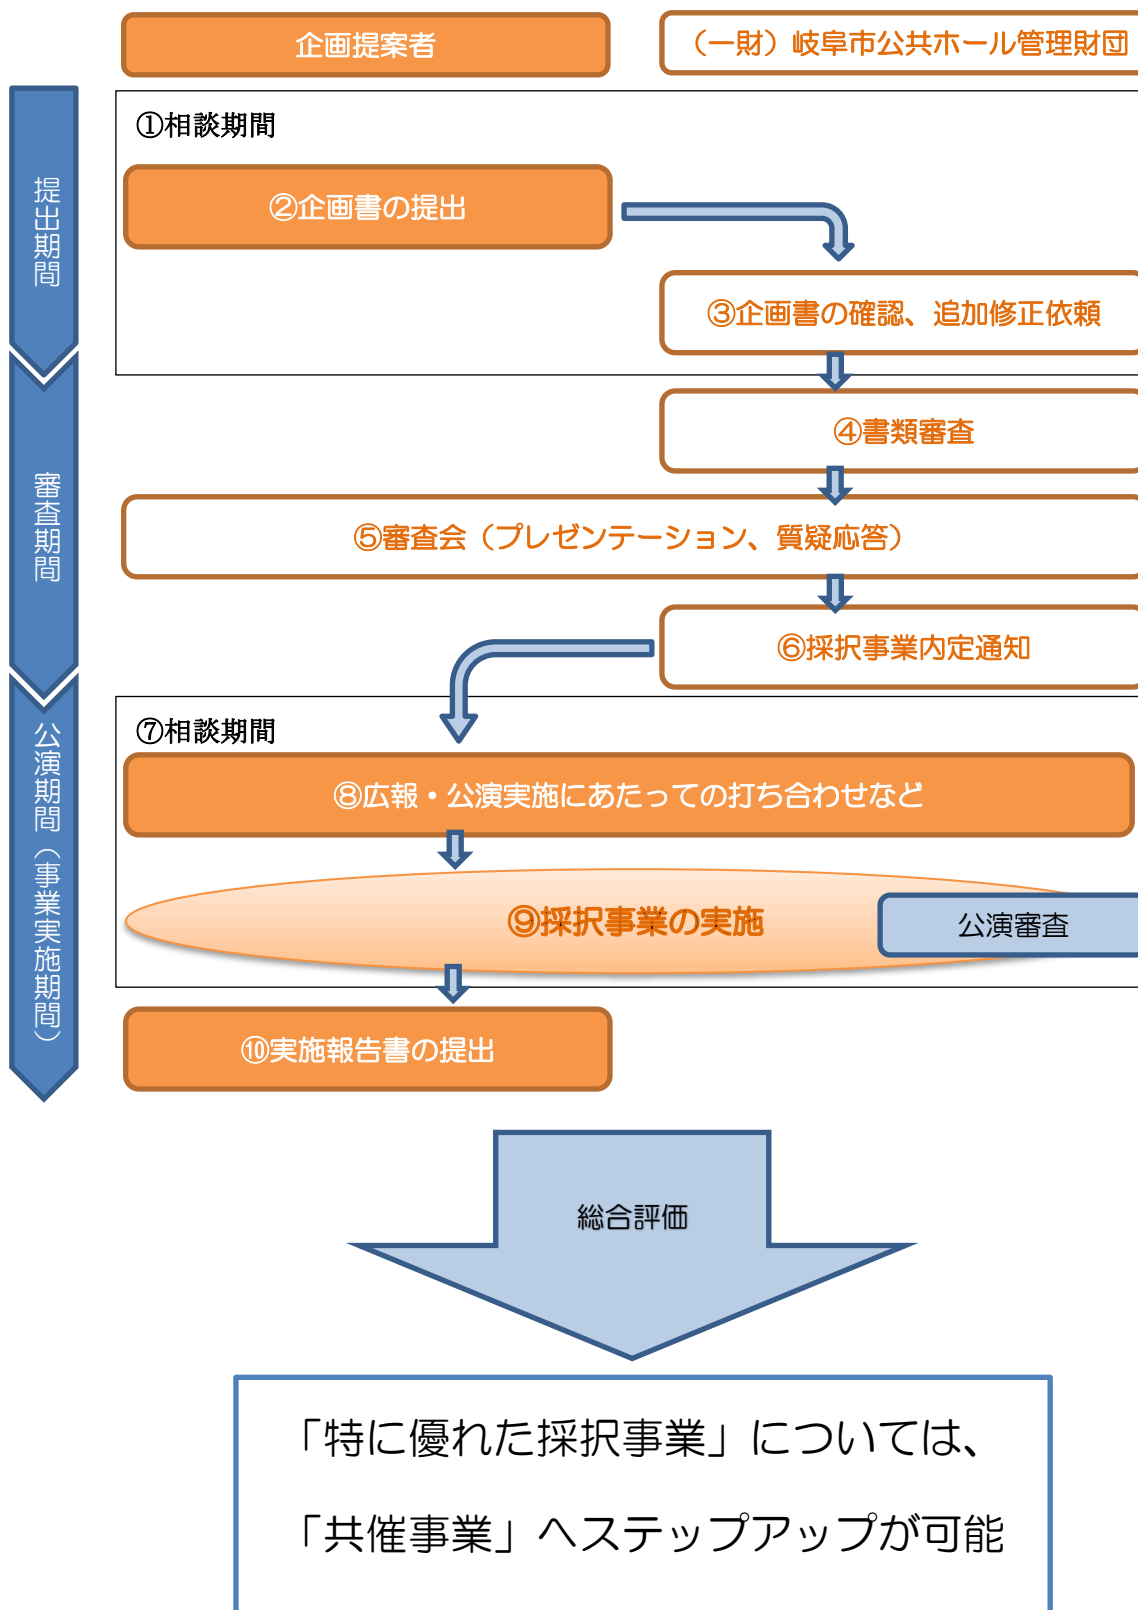 企画提案者
（一財）岐阜市公共ホール管理財団
提出期間
①相談期間
②企画書の提出
③企画書の確認、追加修正依頼
審査期間
④書類審査
⑤審査会（プレゼンテーション、質疑応答）
⑥採択事業内定通知
公演期間（事業実施期間）
⑦相談期間
⑧広報・公演実施にあたっての打ち合わせなど
⑨採択事業の実施
公演審査
⑩実施報告書の提出
総合評価
「特に優れた採択事業」については、
「共催事業」へステップアップが可能